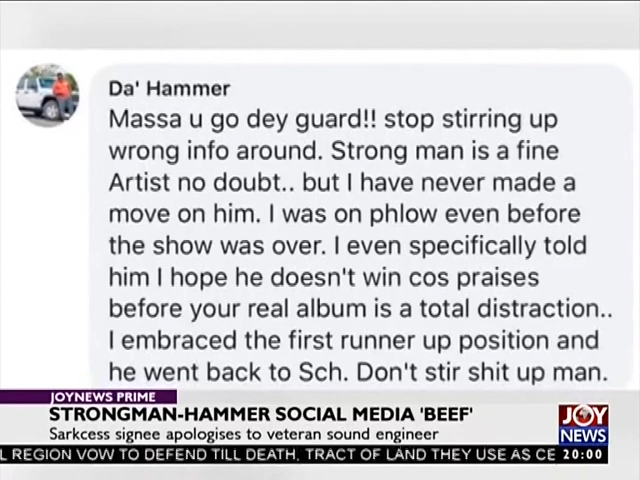 Da' Hammer
Massa u go dey guard!! stop stirring up
wrong info around. Strong man is a fine
Artist no doubt.. but I have never made a
move on him. I was on phlow even before
the show was over. I even specifically told
him I hope he doesn't win cos praises
before your real album is a total distraction..
I embraced the first runner up position and
he went back to Sch. Don't stir shit up man.
JOYNEWS PRIME
STRONGMAN-HAMMER SOCIAL MEDIA 'BEEF'
Sarkcess signee apologises to veteran sound engineer
JOY
NEWS
L REGION VOW TO DEFEND TILL DEATH, TRACT OF LAND THEY USE AS CE
20:00